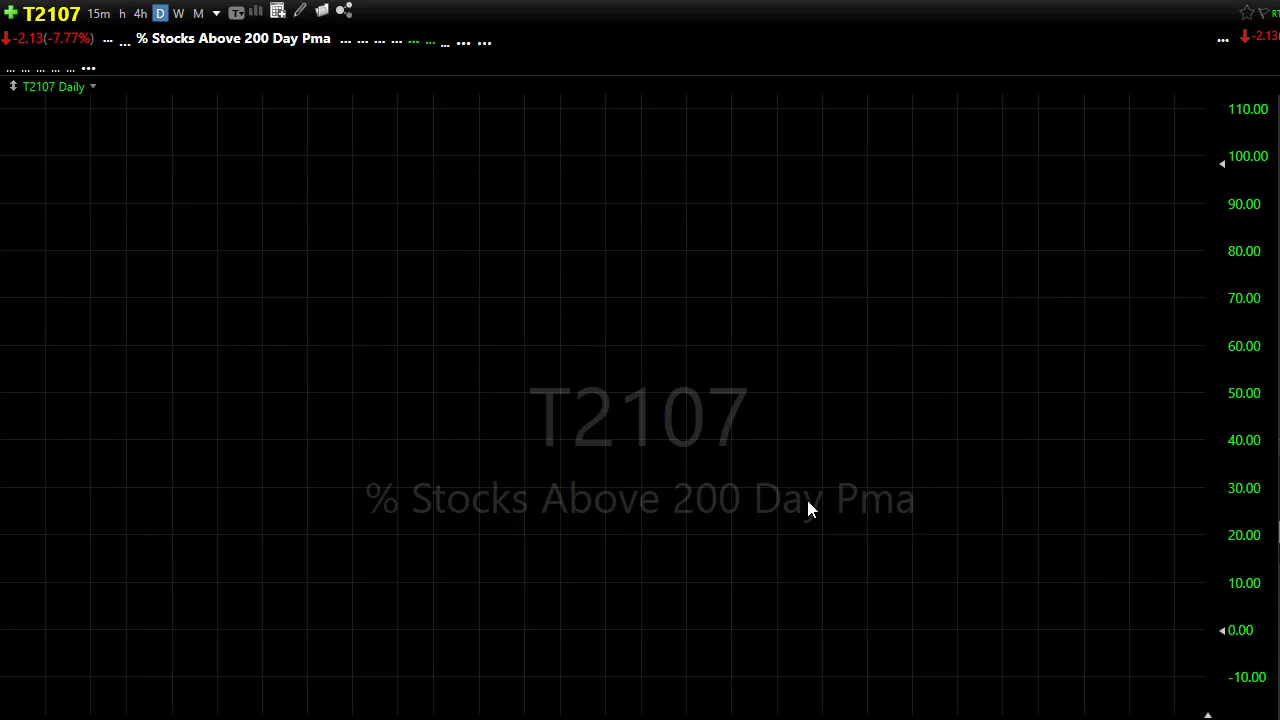 T2107 15m h 4h D W M T RT
-2.13(-7.77%) ... ... % Stocks Above 200 Day Pma ... ... ... ... ... ... ... ... ... ... -2.13
... ... ... ... ... ...
T2107 Daily
110.00
100.00
90.00
80.00
70.00
60.00
50.00
T2107
40.00
30.00
% Stocks Above 200 Day Pma
20.00
10.00
0.00
-10.00